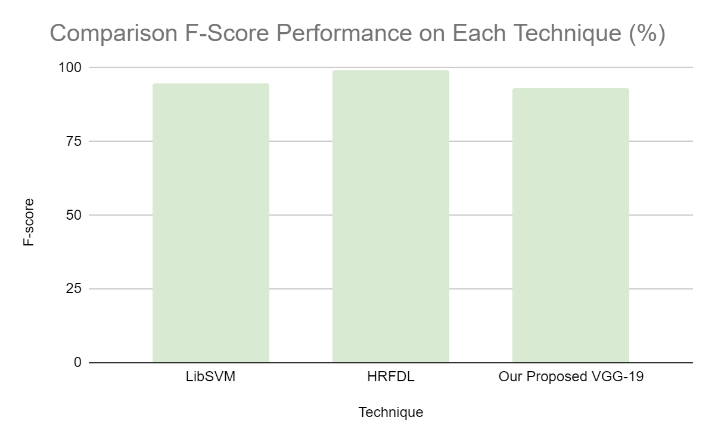 Comparison F-Score Performance on Each Technique (%)
100
75
50
25
0
F-score
LibSVM
HRFDL
Our Proposed VGG-19
Technique